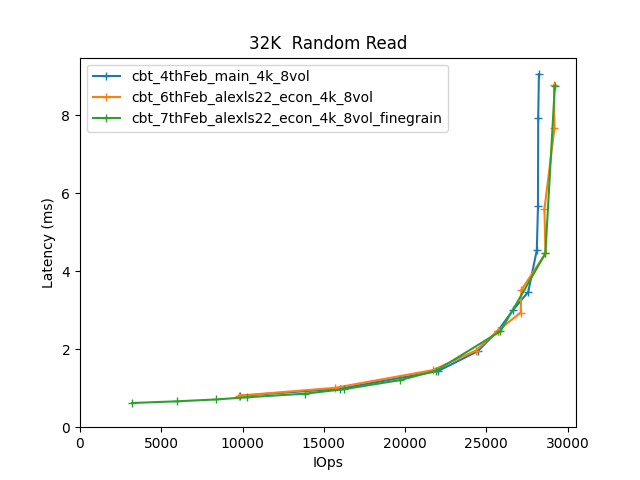 32K  Random Read
cbt_4thFeb_main_4k_8vol
cbt_6thFeb_alexls22_econ_4k_8vol
cbt_7thFeb_alexls22_econ_4k_8vol_finegrain
Latency (ms)
8
6
4
2
0
0 5000 10000 15000 20000 25000 30000
IOps